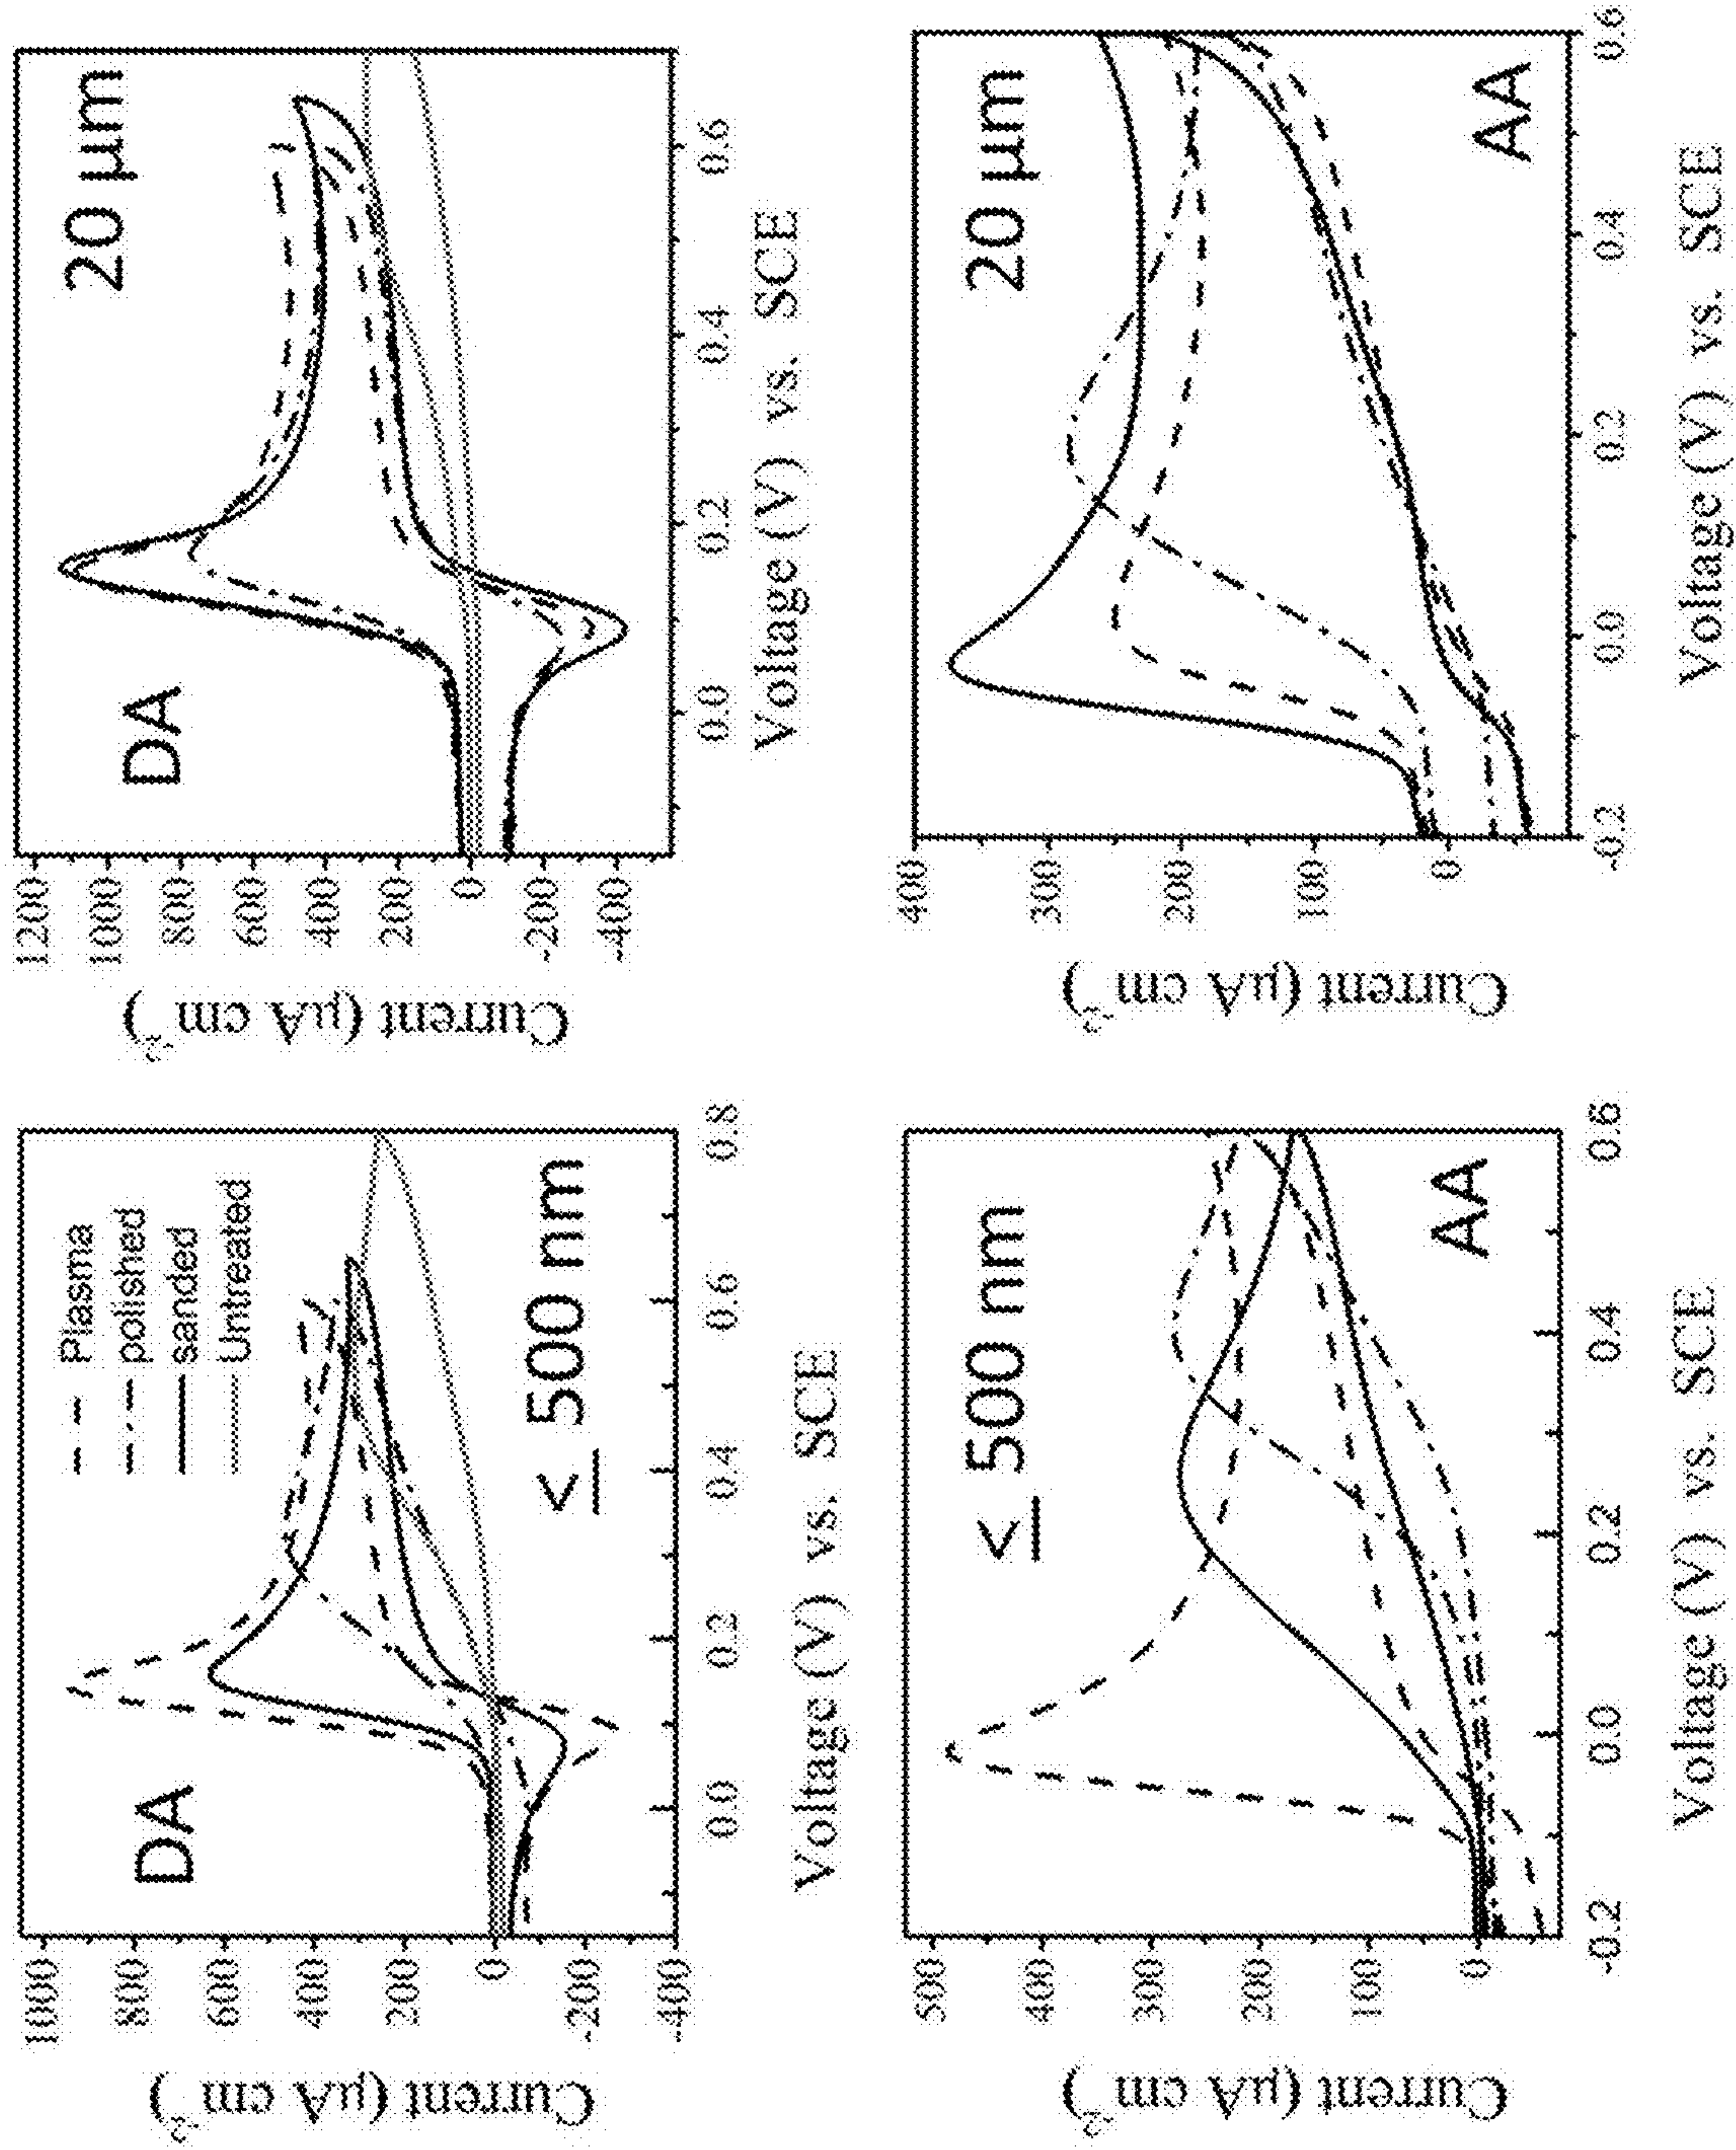 DA
Plasma
polished
sanded
Untreated
≤ 500 nm
1000
800
600
400
200
0
-200
-400
0.0
0.2
0.4
0.6
0.8
Current (μA cm⁻²)
Voltage (V) vs. SCE
DA
20 μm
1200
1000
800
600
400
200
0
-200
-400
0.0
0.2
0.4
0.6
Current (μA cm⁻²)
Voltage (V) vs. SCE
≤ 500 nm
AA
500
400
300
200
100
0
-0.2
0.0
0.2
0.4
0.6
Current (μA cm⁻²)
Voltage (V) vs. SCE
20 μm
AA
400
300
200
100
0
-0.2
0.0
0.2
0.4
0.6
Current (μA cm⁻²)
Voltage (V) vs. SCE